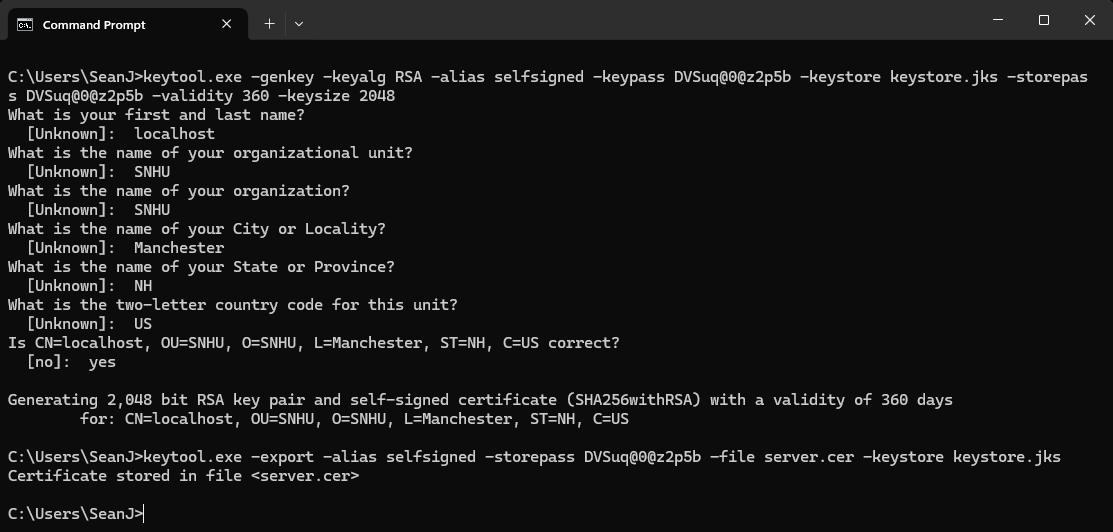 Command Prompt
C:\Users\SeanJ>keytool.exe -genkey -keyalg RSA -alias selfsigned -keypass DVSuq@0@z2p5b -keystore keystore.jks -storepas
s DVSuq@0@z2p5b -validity 360 -keysize 2048
What is your first and last name?
  [Unknown]:  localhost
What is the name of your organizational unit?
  [Unknown]:  SNHU
What is the name of your organization?
  [Unknown]:  SNHU
What is the name of your City or Locality?
  [Unknown]:  Manchester
What is the name of your State or Province?
  [Unknown]:  NH
What is the two-letter country code for this unit?
  [Unknown]:  US
Is CN=localhost, OU=SNHU, O=SNHU, L=Manchester, ST=NH, C=US correct?
  [no]:  yes
Generating 2,048 bit RSA key pair and self-signed certificate (SHA256withRSA) with a validity of 360 days
        for: CN=localhost, OU=SNHU, O=SNHU, L=Manchester, ST=NH, C=US
C:\Users\SeanJ>keytool.exe -export -alias selfsigned -storepass DVSuq@0@z2p5b -file server.cer -keystore keystore.jks
Certificate stored in file <server.cer>
C:\Users\SeanJ>